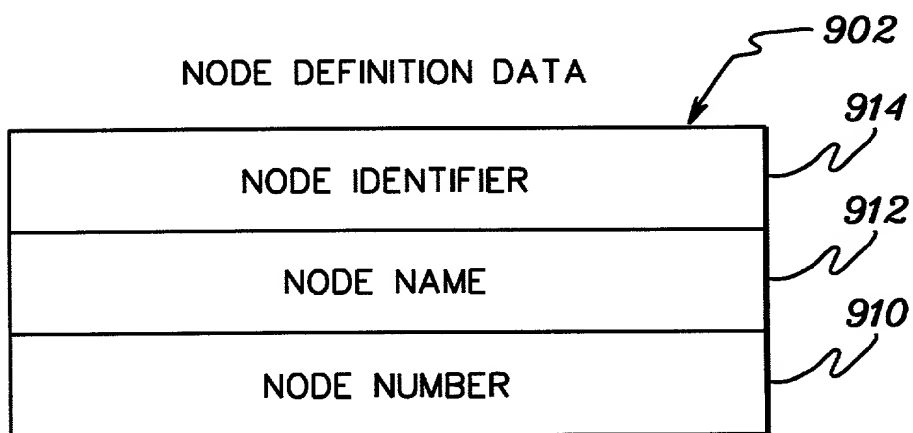 902
NODE DEFINITION DATA
914
NODE IDENTIFIER
912
NODE NAME
910
NODE NUMBER